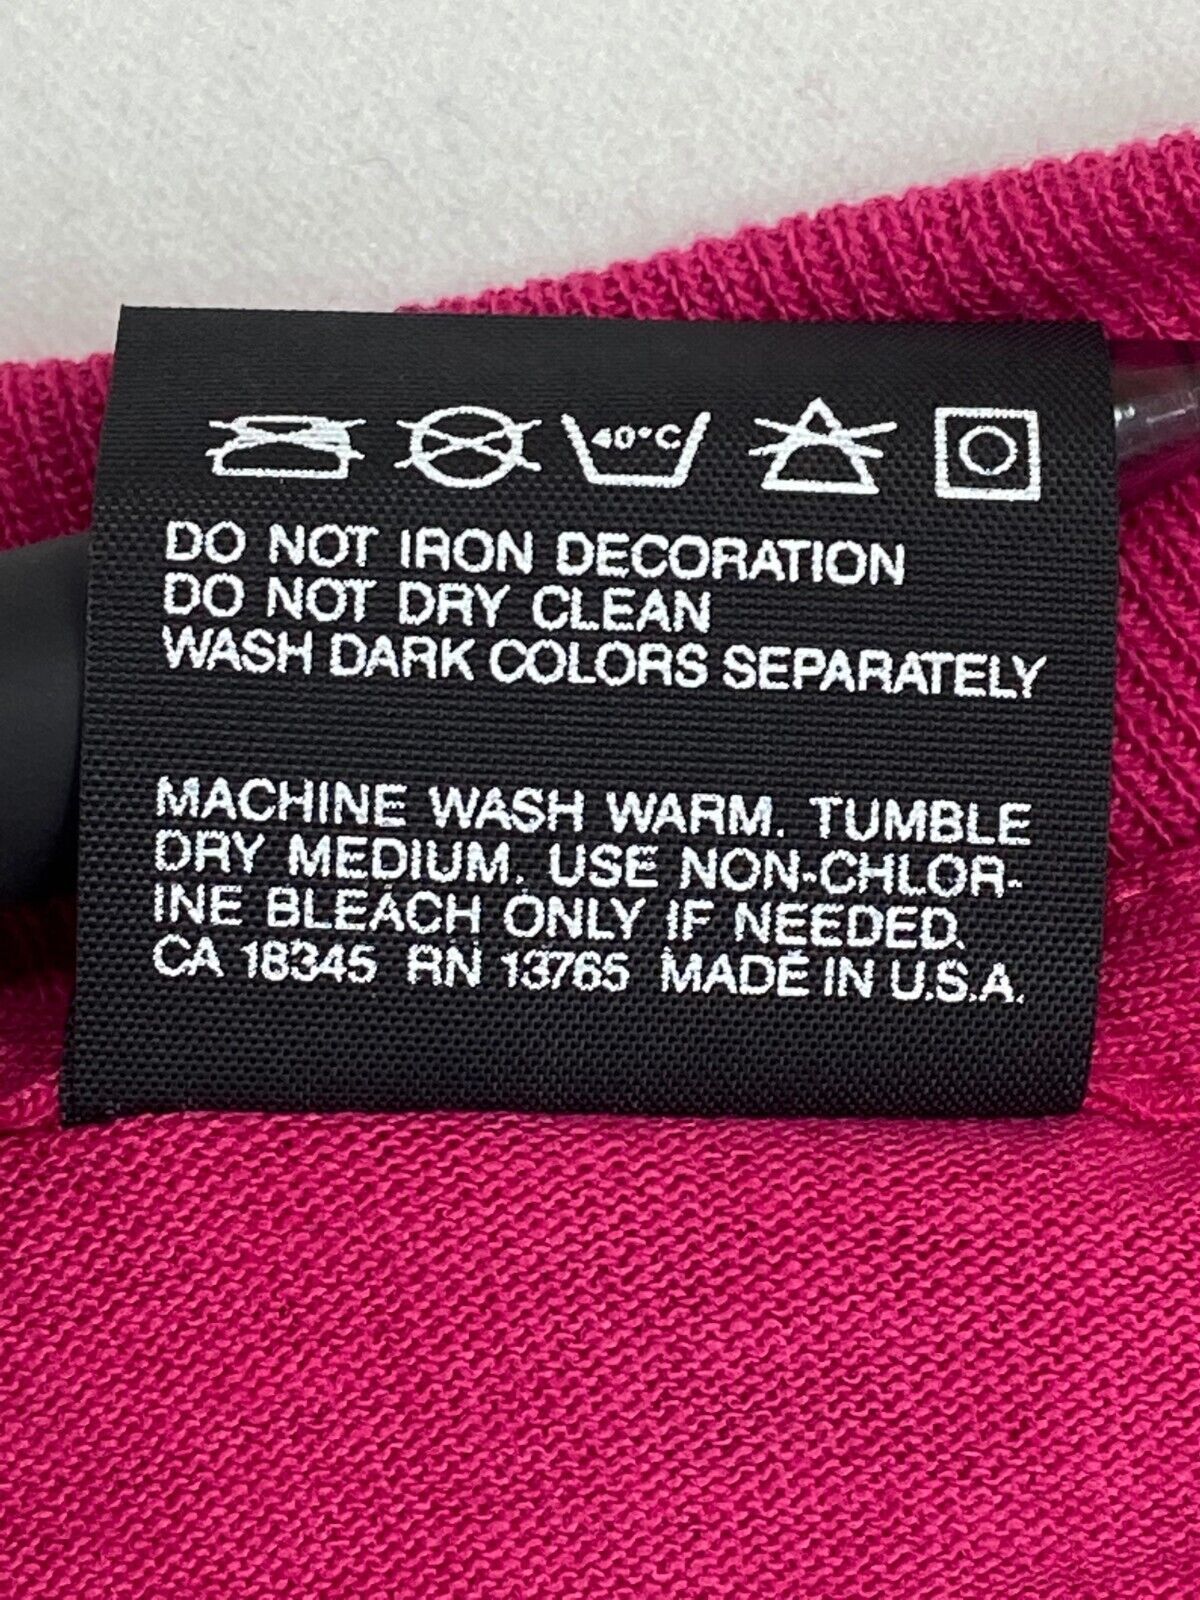 40°C
DO NOT IRON DECORATION
DO NOT DRY CLEAN
WASH DARK COLORS SEPARATELY
MACHINE WASH WARM. TUMBLE
DRY MEDIUM. USE NON-CHLOR-
INE BLEACH ONLY IF NEEDED.
CA 18345 RN 13765 MADE IN U.S.A.